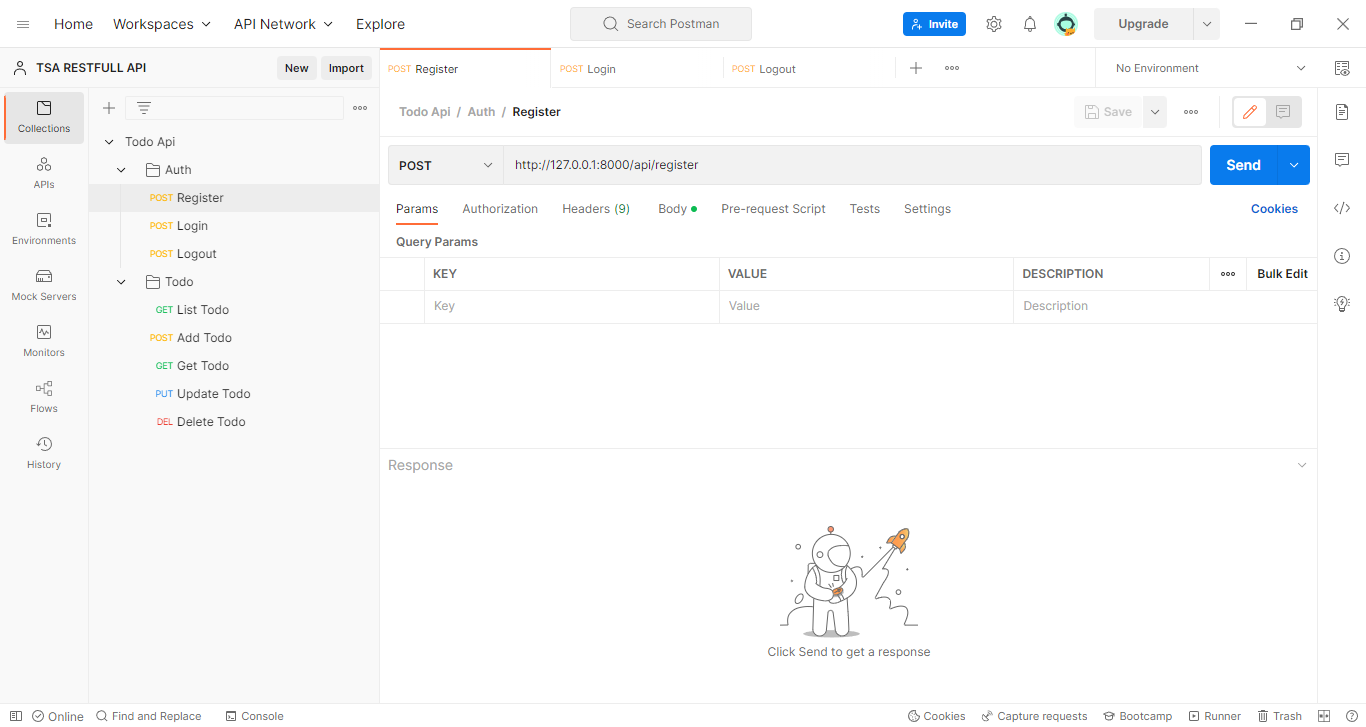 Home Workspaces API Network Explore Search Postman Invite Upgrade
TSA RESTFULL API New Import POST Register POST Login POST Logout No Environment
Collections
APIs
Environments
Mock Servers
Monitors
Flows
History
Todo Api
Auth
POST Register
POST Login
POST Logout
Todo
GET List Todo
POST Add Todo
GET Get Todo
PUT Update Todo
DEL Delete Todo
Todo Api / Auth / Register Save
POST http://127.0.0.1:8000/api/register Send
Params Authorization Headers (9) Body Pre-request Script Tests Settings Cookies
Query Params
KEY VALUE DESCRIPTION Bulk Edit
Key Value Description
Response
Click Send to get a response
Online Find and Replace Console Cookies Capture requests Bootcamp Runner Trash